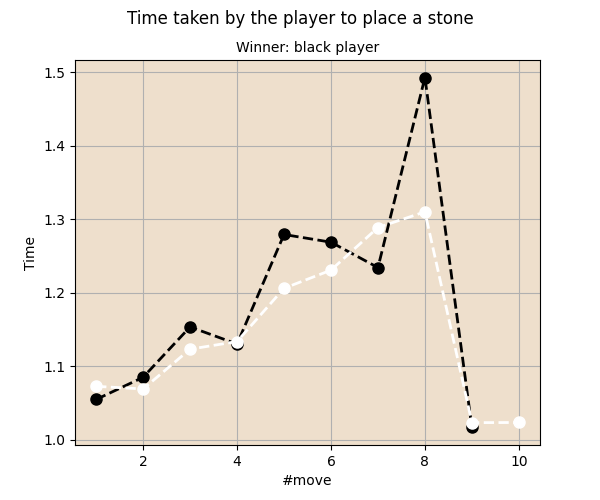 Time taken by the player to place a stone
Winner: black player
1.5
1.4
1.3
1.2
1.1
1.0
Time
2 4 6 8 10
#move